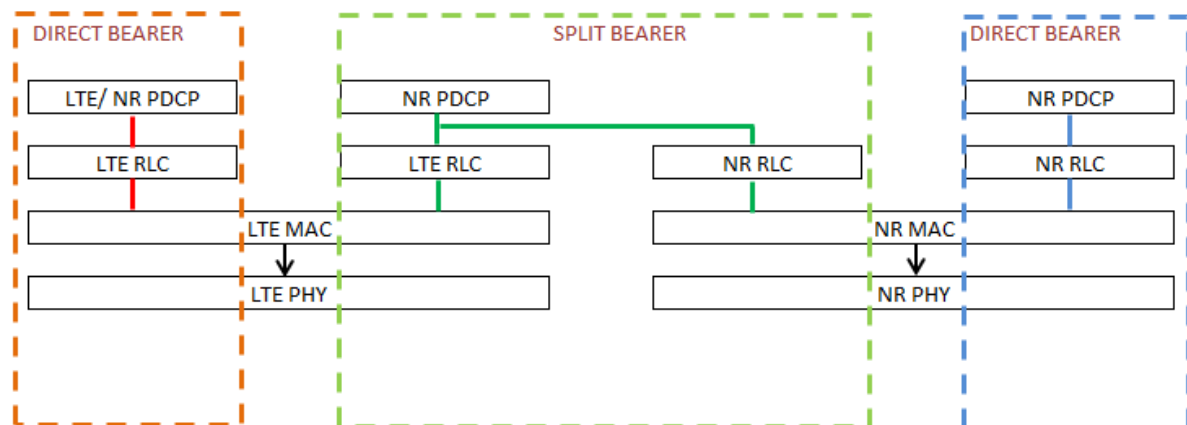 DIRECT BEARER
SPLIT BEARER
DIRECT BEARER
LTE/ NR PDCP
NR PDCP
NR PDCP
LTE RLC
LTE RLC
NR RLC
NR RLC
LTE MAC
NR MAC
LTE PHY
NR PHY